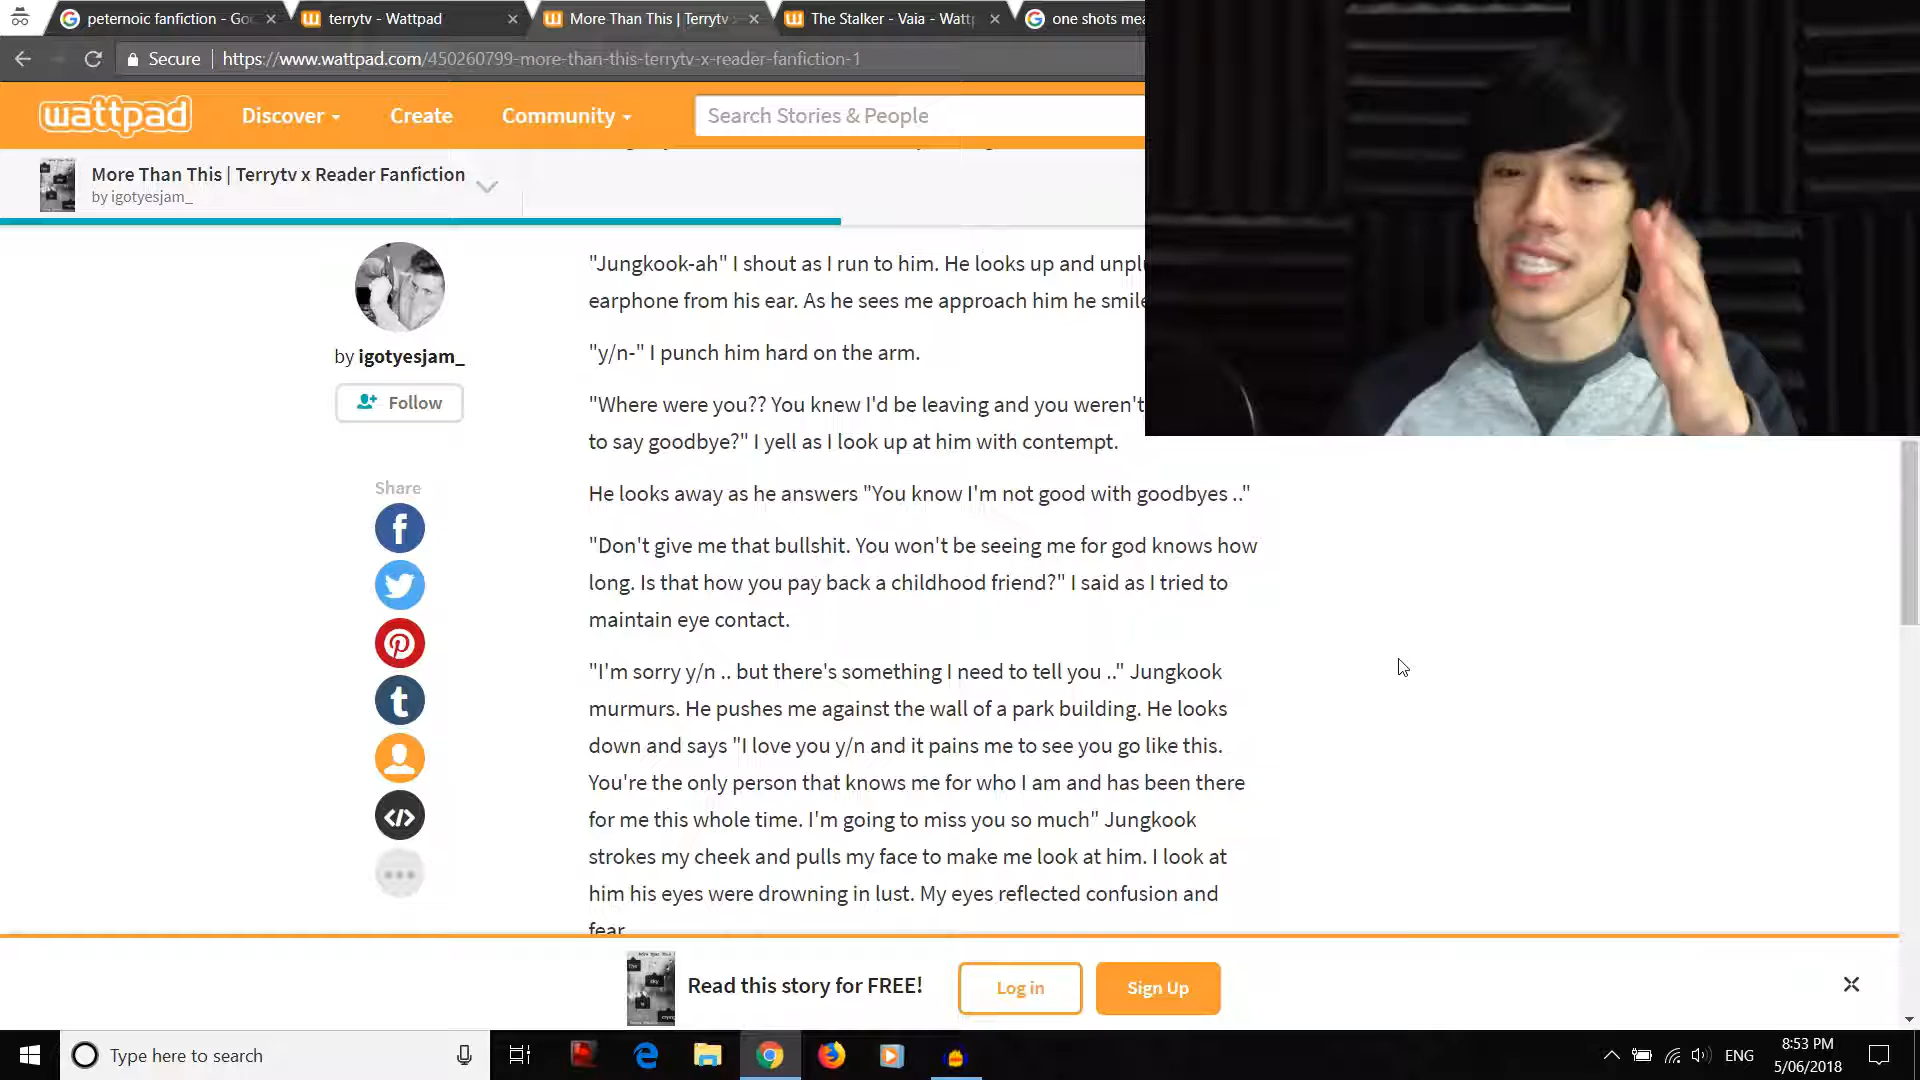 peternoic fanfiction - Go
terrytv - Wattpad
More Than This | Terrytv
The Stalker - Vaia - Watt
one shots mea
Secure
https://www.wattpad.com/450260799-more-than-this-terrytv-x-reader-fanfiction-1
wattpad
Discover
Create
Community
Search Stories & People
More Than This | Terrytv x Reader Fanfiction
by igotyesjam_
by igotyesjam_
Follow
Share
"Jungkook-ah" I shout as I run to him. He looks up and unpl
earphone from his ear. As he sees me approach him he smile
"y/n-" I punch him hard on the arm.
"Where were you?? You knew I'd be leaving and you weren't
to say goodbye?" I yell as I look up at him with contempt.
He looks away as he answers "You know I'm not good with goodbyes .."
"Don't give me that bullshit. You won't be seeing me for god knows how
long. Is that how you pay back a childhood friend?" I said as I tried to
maintain eye contact.
"I'm sorry y/n .. but there's something I need to tell you .." Jungkook
murmurs. He pushes me against the wall of a park building. He looks
down and says "I love you y/n and it pains me to see you go like this.
You're the only person that knows me for who I am and has been there
for me this whole time. I'm going to miss you so much" Jungkook
strokes my cheek and pulls my face to make me look at him. I look at
him his eyes were drowning in lust. My eyes reflected confusion and
fear
Read this story for FREE!
Log in
Sign Up
Type here to search
ENG
8:53 PM
5/06/2018